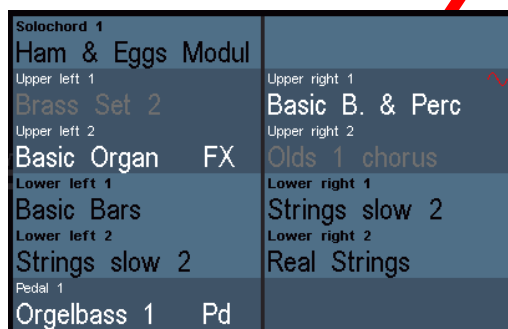 Solochord 1
Ham & Eggs Modul
Upper left 1
Brass Set 2
Upper right 1
Basic B. & Perc
Upper left 2
Basic Organ FX
Upper right 2
Olds 1 chorus
Lower left 1
Basic Bars
Lower right 1
Strings slow 2
Lower left 2
Strings slow 2
Lower right 2
Real Strings
Pedal 1
Orgelbass 1 Pd